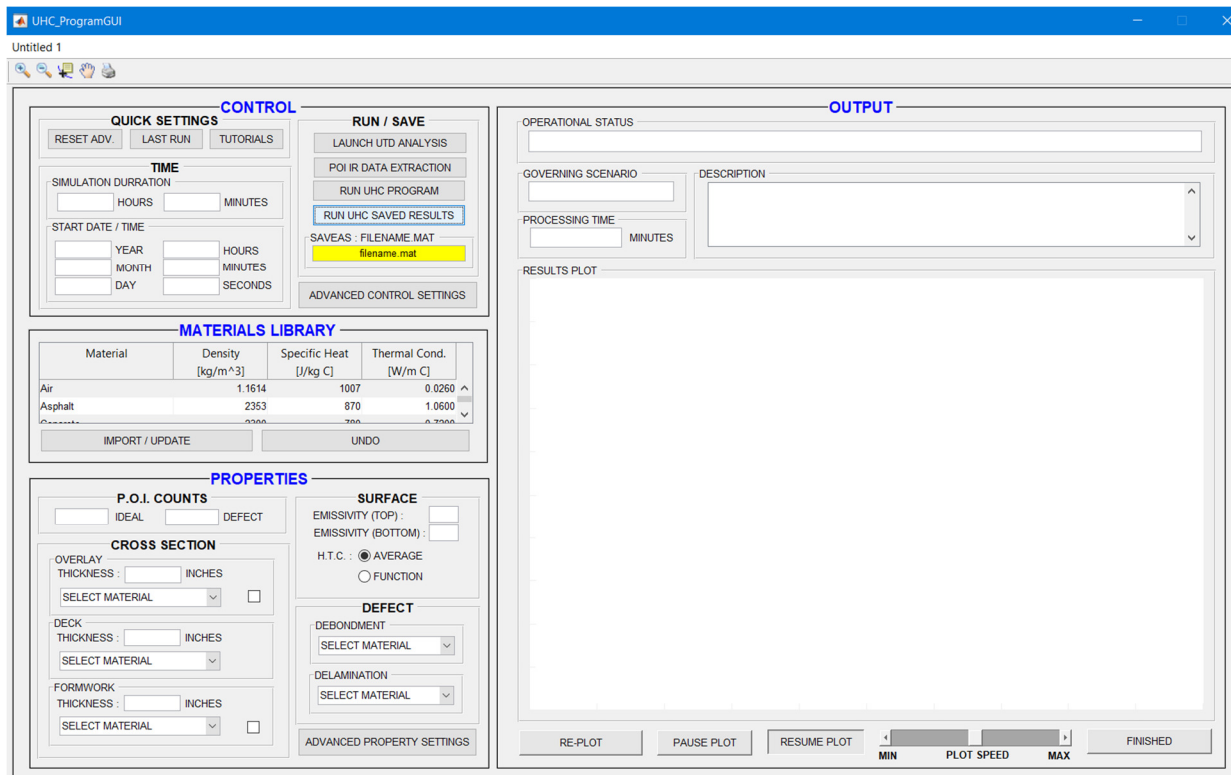 UHC_ProgramGUI
Untitled 1
CONTROL
QUICK SETTINGS
RESET ADV. LAST RUN TUTORIALS
TIME
SIMULATION DURRATION
HOURS MINUTES
START DATE / TIME
YEAR HOURS
MONTH MINUTES
DAY SECONDS
RUN / SAVE
LAUNCH UTD ANALYSIS
POI IR DATA EXTRACTION
RUN UHC PROGRAM
RUN UHC SAVED RESULTS
SAVEAS : FILENAME.MAT
filename.mat
ADVANCED CONTROL SETTINGS
MATERIALS LIBRARY
Material Density Specific Heat Thermal Cond.
[kg/m^3] [J/kg C] [W/m C]
Air 1.1614 1007 0.0260
Asphalt 2353 870 1.0600
IMPORT / UPDATE UNDO
PROPERTIES
P.O.I. COUNTS
IDEAL DEFECT
CROSS SECTION
OVERLAY
THICKNESS : INCHES
SELECT MATERIAL
DECK
THICKNESS : INCHES
SELECT MATERIAL
FORMWORK
THICKNESS : INCHES
SELECT MATERIAL
SURFACE
EMISSIVITY (TOP) :
EMISSIVITY (BOTTOM) :
H.T.C. : AVERAGE
FUNCTION
DEFECT
DEBONDMENT
SELECT MATERIAL
DELAMINATION
SELECT MATERIAL
ADVANCED PROPERTY SETTINGS
OUTPUT
OPERATIONAL STATUS
GOVERNING SCENARIO
PROCESSING TIME
MINUTES
DESCRIPTION
RESULTS PLOT
RE-PLOT PAUSE PLOT RESUME PLOT
MIN PLOT SPEED MAX
FINISHED